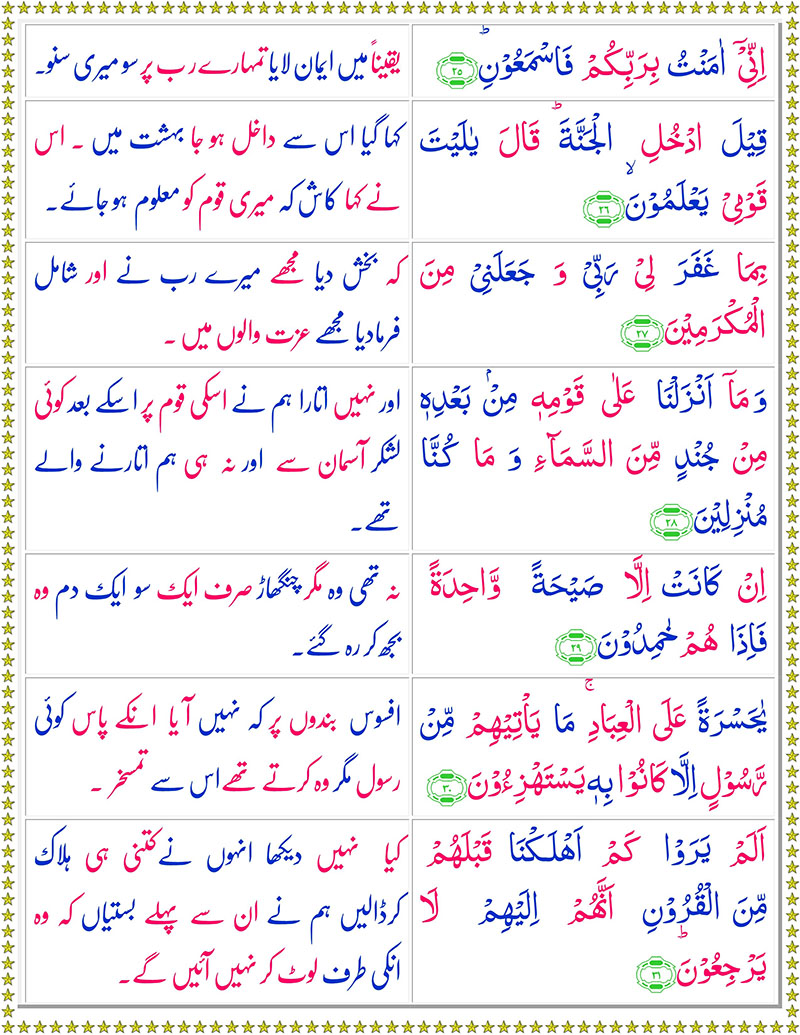 اِنِّیْۤ اٰمَنْتُ بِرَبِّكُمْ فَاسْمَعُوْنِؕ ۲۵
یقیناً میں ایمان لایا تمہارے رب پر سو میری سنو۔
قِیْلَ ادْخُلِ الْجَنَّةَؕ قَالَ یٰلَیْتَ
قَوْمِیْ یَعْلَمُوْنَۙ ۲۶
کہا گیا اس سے داخل ہو جا بہشت میں ۔ اس
نے کہا کاش کہ میری قوم کو معلوم ہو جائے۔
بِمَا غَفَرَ لِیْ رَبِّیْ وَ جَعَلَنِیْ مِنَ
الْمُكْرَمِیْنَ ۲۷
کہ بخش دیا مجھے میرے رب نے اور شامل
فرما دیا مجھے عزت والوں میں ۔
وَ مَاۤ اَنْزَلْنَا عَلٰی قَوْمِهٖ مِنْۢ بَعْدِهٖ
مِنْ جُنْدٍ مِّنَ السَّمَآءِ وَ مَا كُنَّا
مُنْزِلِیْنَ ۲۸
اور نہیں اتارا ہم نے اسکی قوم پر اسکے بعد کوئی
لشکر آسمان سے اور نہ ہی ہم اتارنے والے
تھے۔
اِنْ كَانَتْ اِلَّا صَیْحَةً وَّاحِدَةً
فَاِذَا هُمْ خٰمِدُوْنَ ۲۹
نہ تھی وہ مگر چنگھاڑ صرف ایک سو ایک دم وہ
بجھ کر رہ گئے۔
یٰحَسْرَةً عَلَی الْعِبَادِۚ مَا یَاْتِیْهِمْ مِّنْ
رَّسُوْلٍ اِلَّا كَانُوْا بِهٖ یَسْتَهْزِءُوْنَ ۳۰
افسوس بندوں پر کہ نہیں آیا انکے پاس کوئی
رسول مگر وہ کرتے تھے اس سے تمسخر ۔
اَلَمْ یَرَوْا كَمْ اَهْلَكْنَا قَبْلَهُمْ
مِّنَ الْقُرُوْنِ اَنَّهُمْ اِلَیْهِمْ لَا
یَرْجِعُوْنَؕ ۳۱
کیا نہیں دیکھا انہوں نے کتنی ہی ہلاک
کر ڈالیں ہم نے ان سے پہلے بستیاں کہ وہ
انکی طرف لوٹ کر نہیں آئیں گے۔